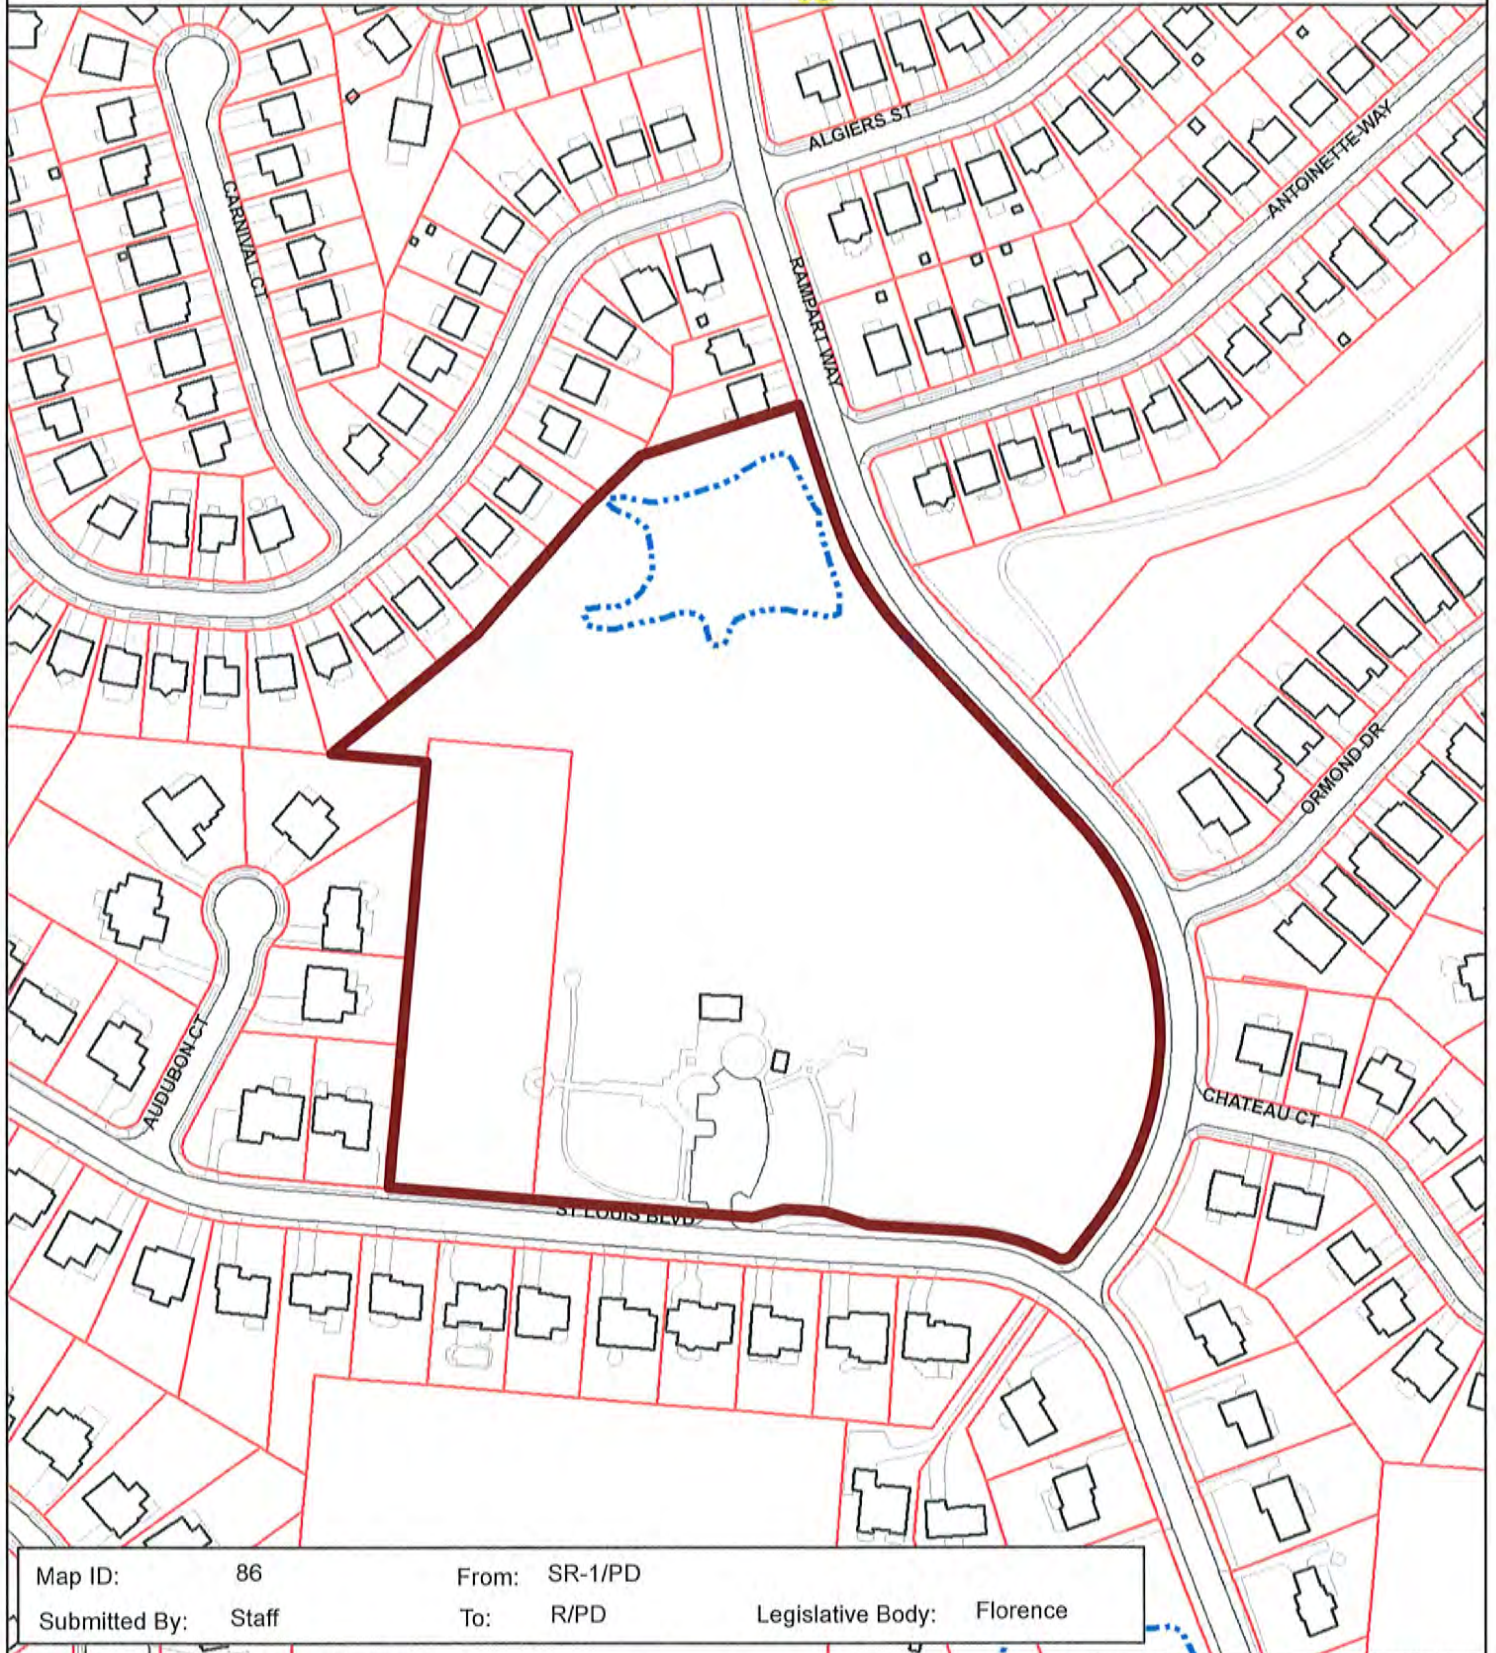 ALGIERS ST
ANTOINETTE WAY
CARNIVAL CT
RAMPART WAY
ORMOND DR
AUDUBON CT
CHATEAU CT
ST LOUIS BLVD
Map ID: 86 From: SR-1/PD
Submitted By: Staff To: R/PD Legislative Body: Florence